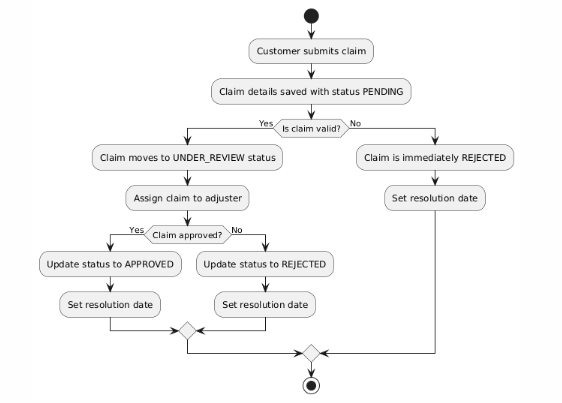 Customer submits claim
Claim details saved with status PENDING
Yes
Is claim valid?
No
Claim moves to UNDER_REVIEW status
Claim is immediately REJECTED
Assign claim to adjuster
Set resolution date
Yes
Claim approved?
No
Update status to APPROVED
Update status to REJECTED
Set resolution date
Set resolution date